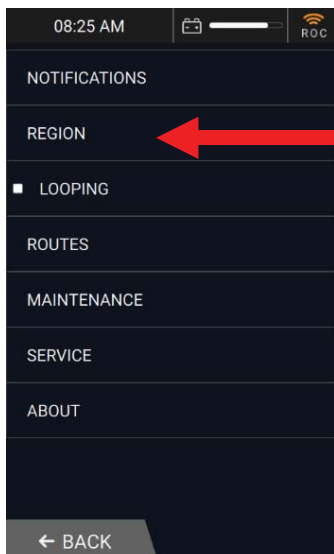 08:25 AM
ROC
NOTIFICATIONS
REGION
LOOPING
ROUTES
MAINTENANCE
SERVICE
ABOUT
← BACK